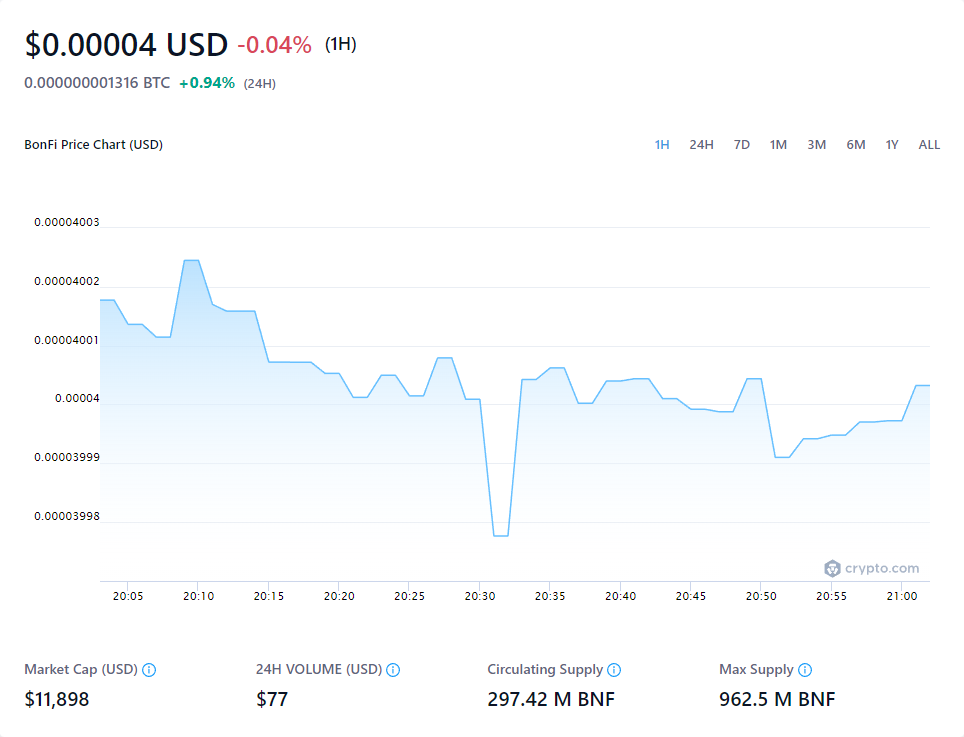 $0.00004 USD -0.04% (1H)
0.000000001316 BTC +0.94% (24H)
BonFi Price Chart (USD) 1H 24H 7D 1M 3M 6M 1Y ALL
0.00004003
0.00004002
0.00004001
0.00004
0.00003999
0.00003998
crypto.com
20:05 20:10 20:15 20:20 20:25 20:30 20:35 20:40 20:45 20:50 20:55 21:00
Market Cap (USD) 24H VOLUME (USD) Circulating Supply Max Supply
$11,898 $77 297.42 M BNF 962.5 M BNF